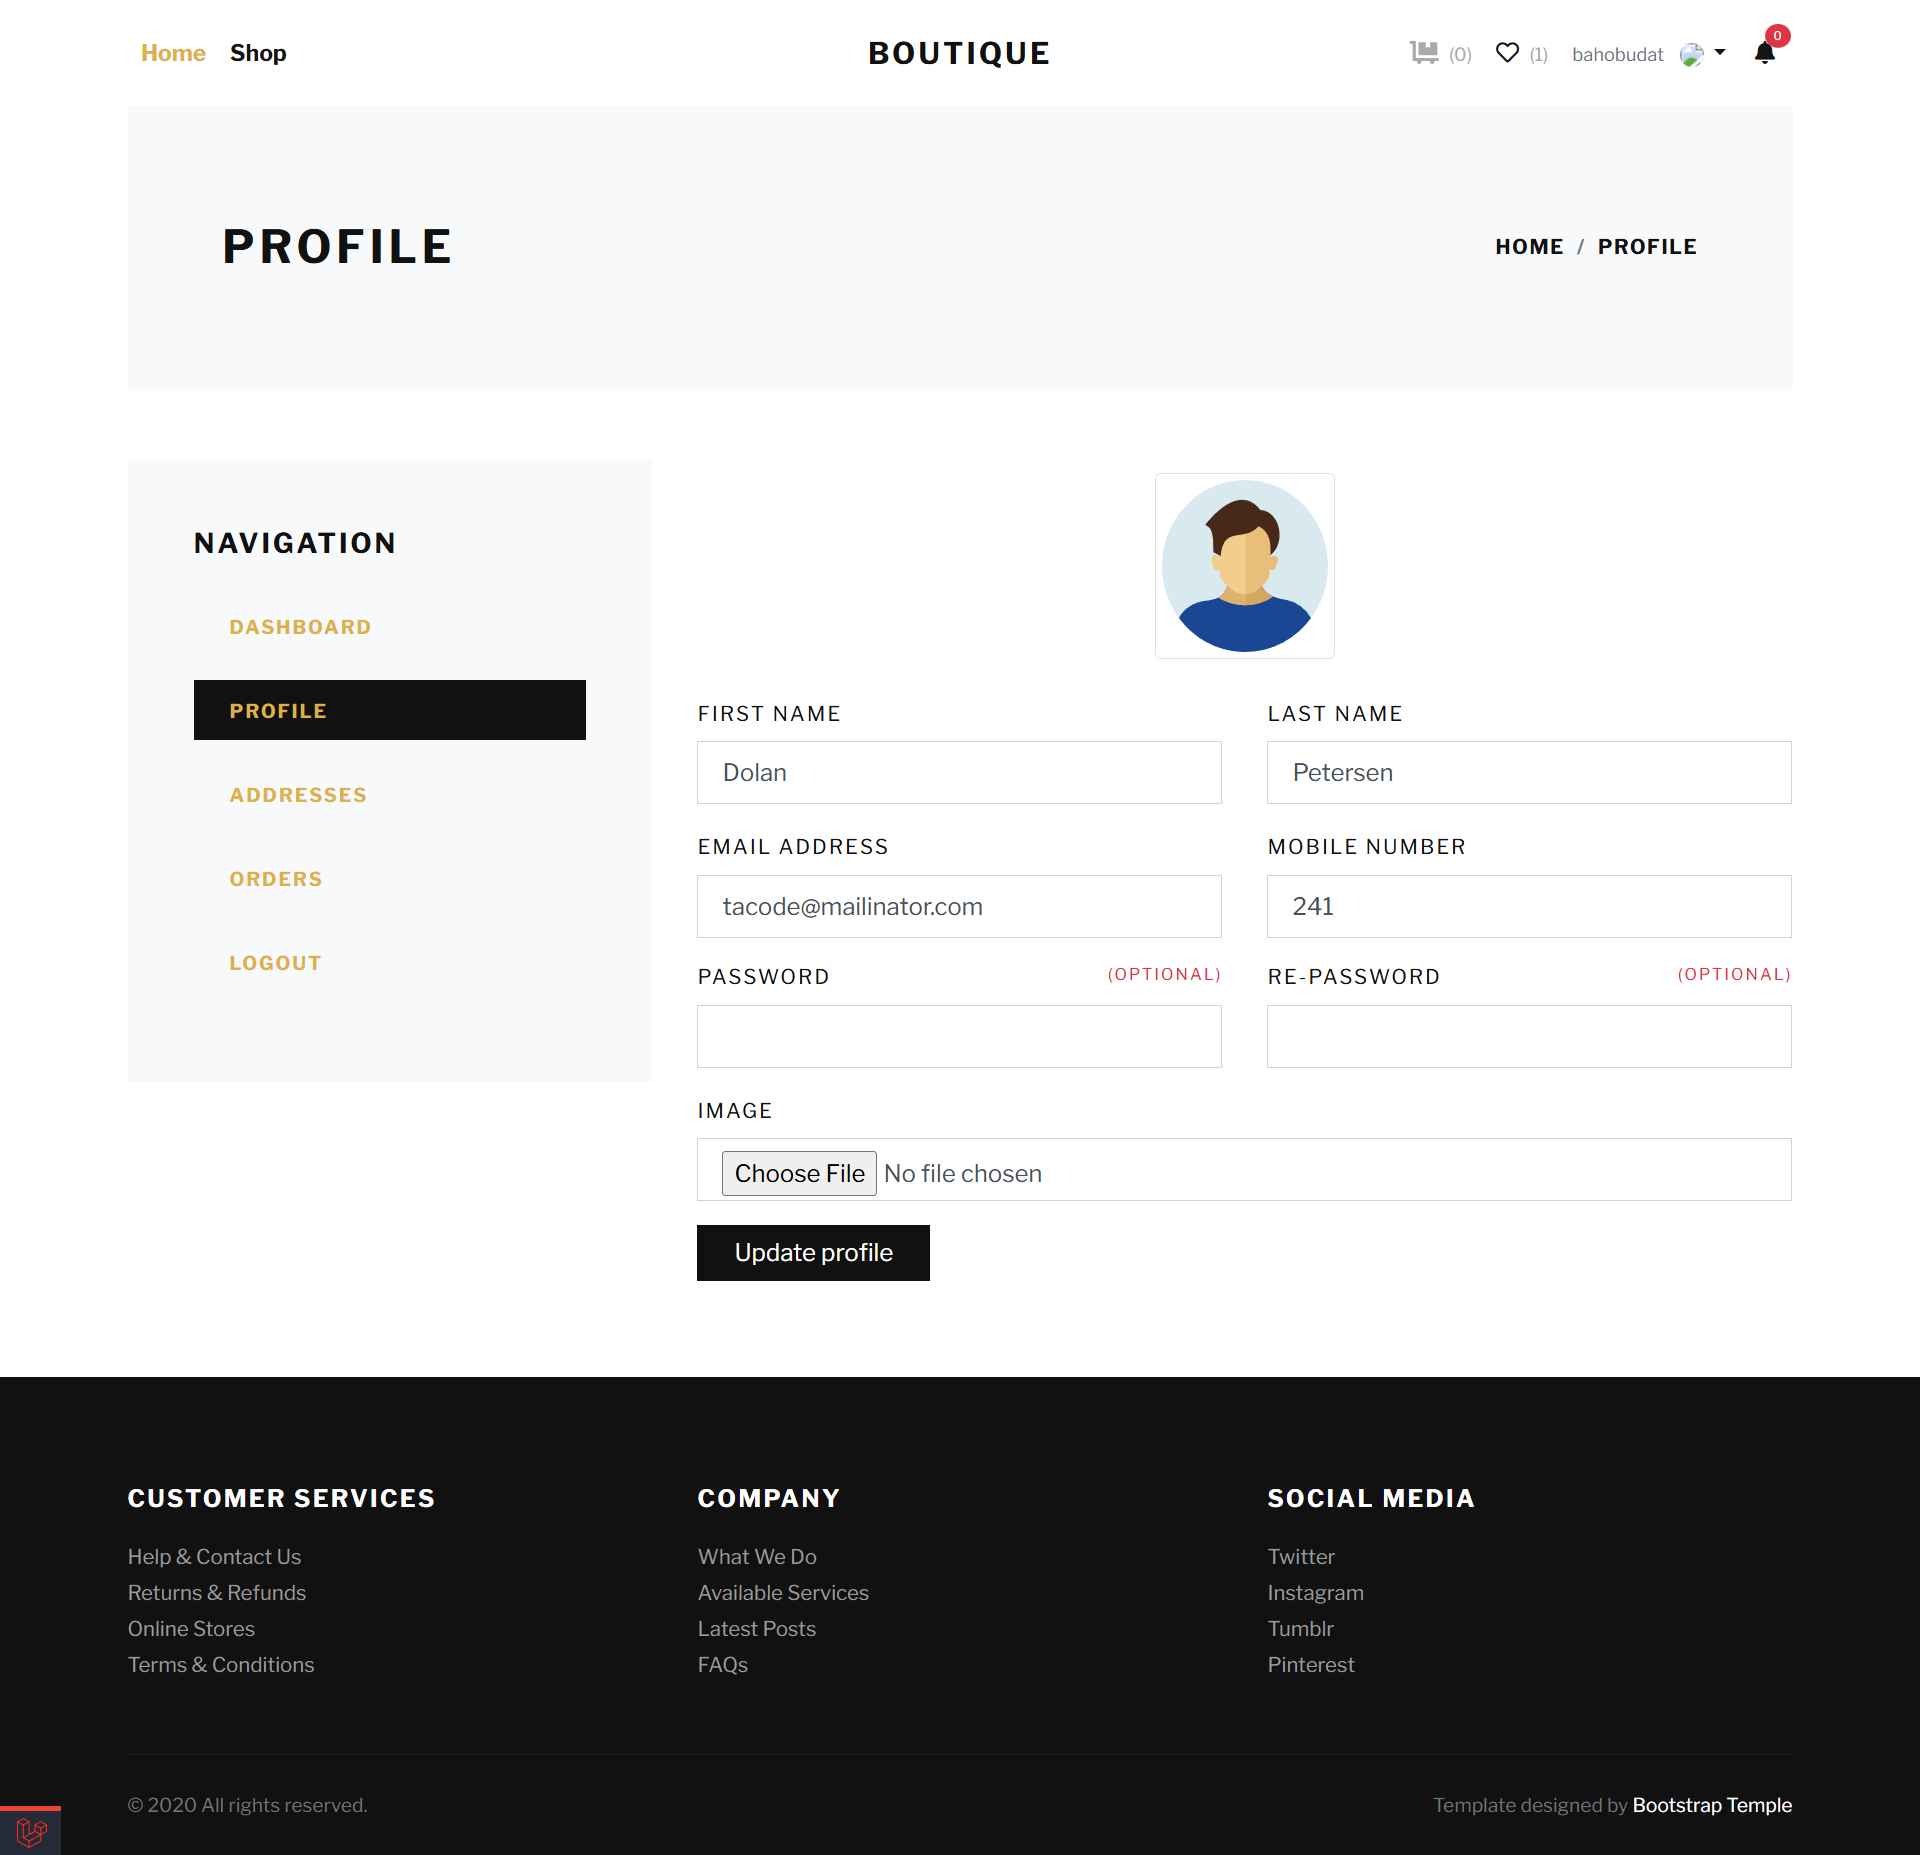 Home Shop BOUTIQUE (0) (1) bahobudat 0
PROFILE HOME / PROFILE
NAVIGATION
DASHBOARD
PROFILE
ADDRESSES
ORDERS
LOGOUT
FIRST NAME LAST NAME
Dolan Petersen
EMAIL ADDRESS MOBILE NUMBER
tacode@mailinator.com 241
PASSWORD (OPTIONAL) RE-PASSWORD (OPTIONAL)
IMAGE
Choose File No file chosen
Update profile
CUSTOMER SERVICES COMPANY SOCIAL MEDIA
Help & Contact Us What We Do Twitter
Returns & Refunds Available Services Instagram
Online Stores Latest Posts Tumblr
Terms & Conditions FAQs Pinterest
© 2020 All rights reserved. Template designed by Bootstrap Temple